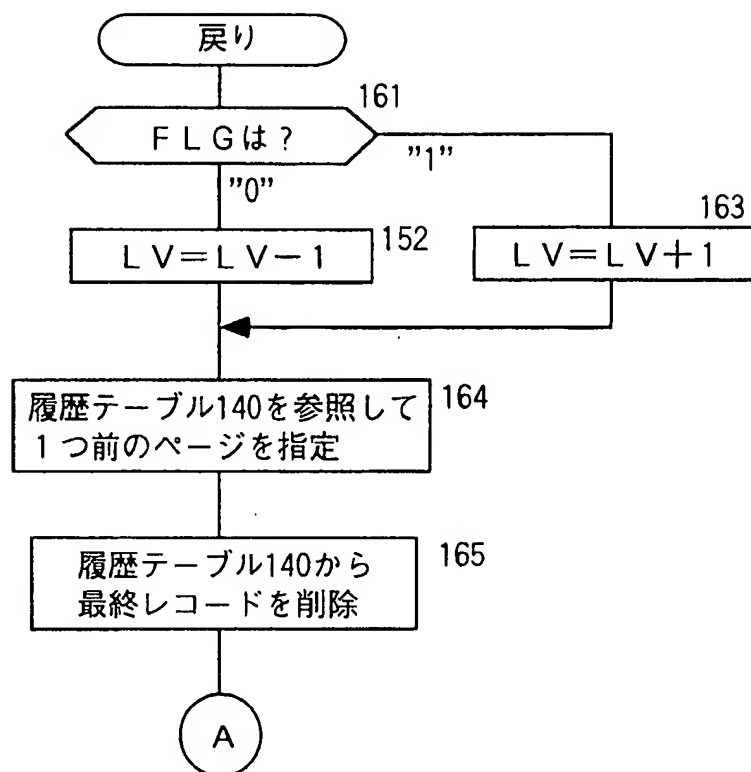 戻り
161
FLGは?
"1"
"0"
163
LV=LV-1
152
LV=LV+1
履歴テーブル140を参照して
1つ前のページを指定
164
履歴テーブル140から
最終レコードを削除
165
A